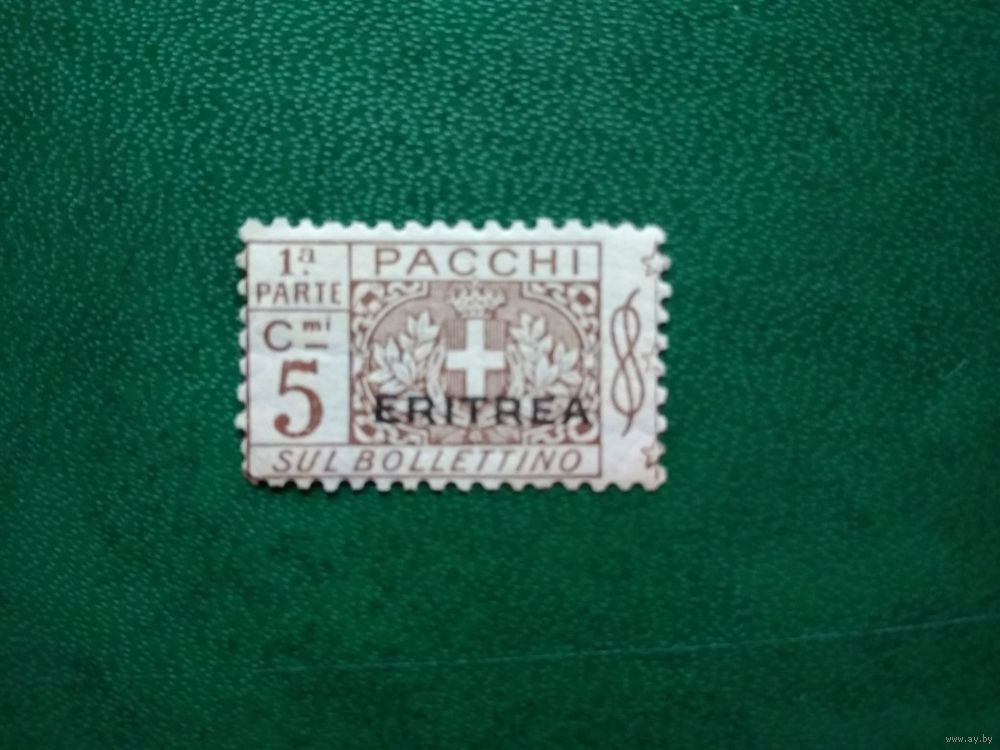 1ª.
PARTE
PACCHI
Cmi
5
ERITREA
SUL BOLLETTINO
www.ay.by